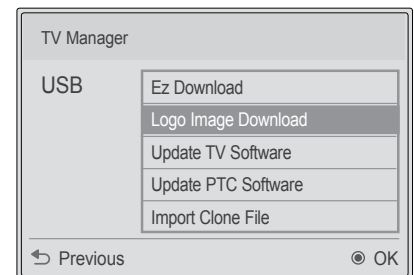 TV Manager
USB
Ez Download
Logo Image Download
Update TV Software
Update PTC Software
Import Clone File
Previous
OK